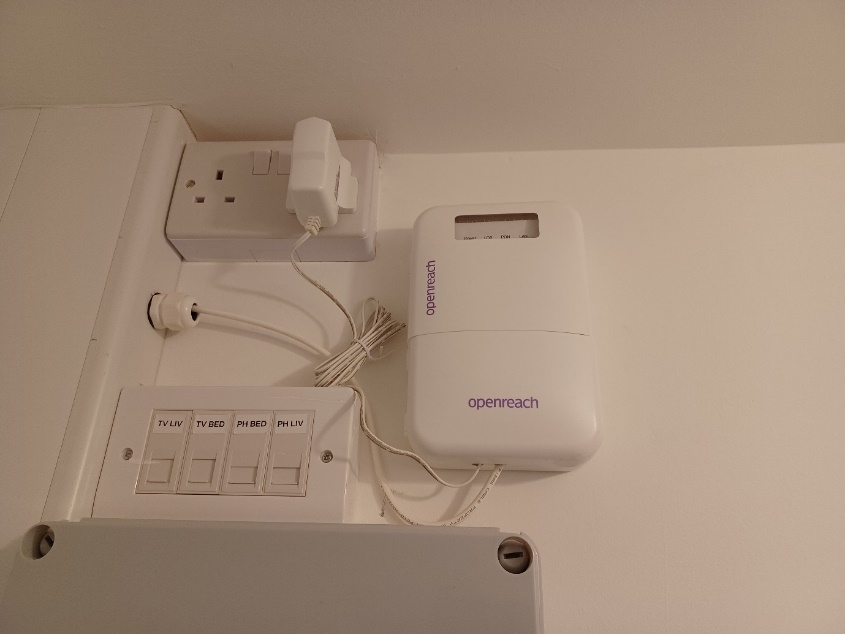 openreach
openreach
TV LIV
TV BED
PH BED
PH LIV